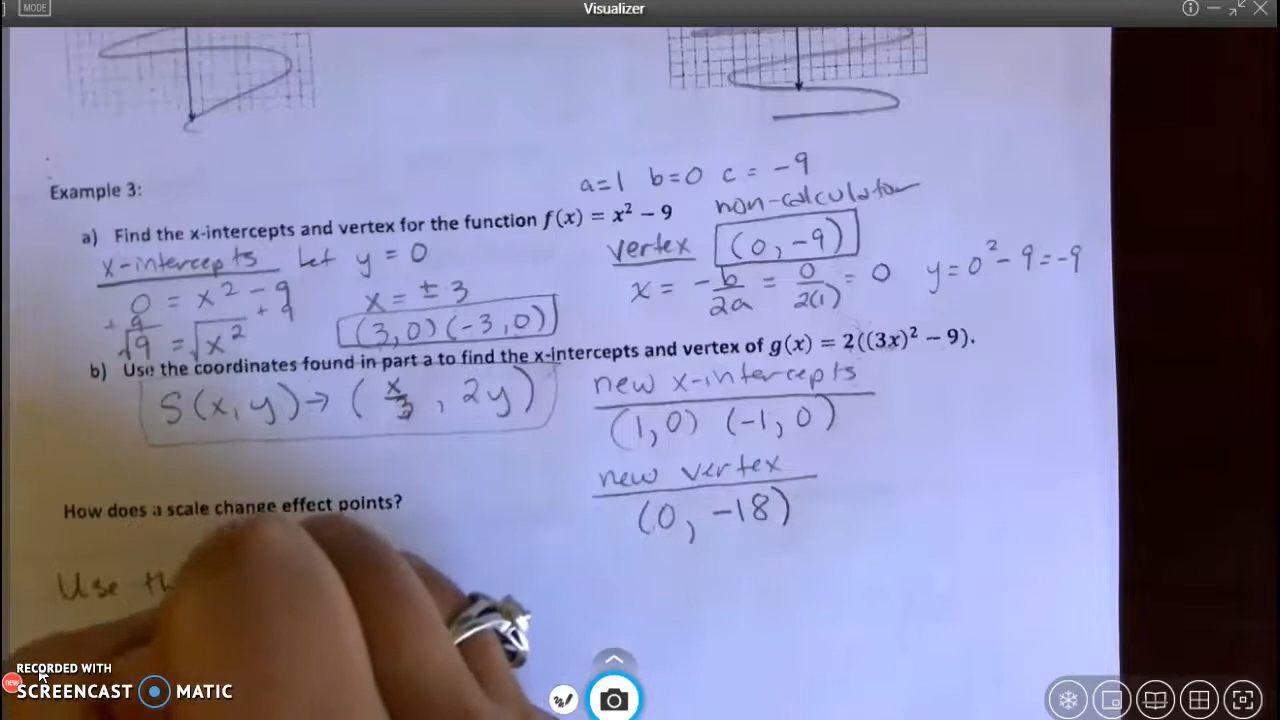 MODE
Visualizer
Example 3:
a=1 b=0 c = -9
non-calculator
a) Find the x-intercepts and vertex for the function f(x) = x² − 9
x-intercepts Let y = 0
vertex (0, -9)
0 = x² - 9
+9 +9
√9 = √x²
x = ± 3
(3,0) (-3,0)
x = -b/2a = 0/2(1) = 0
y = 0² - 9 = -9
b) Use the coordinates found in part a to find the x-intercepts and vertex of g(x) = 2((3x)² − 9).
S(x,y) → (x/3, 2y)
new x-intercepts
(1,0) (-1,0)
new vertex
(0, -18)
How does a scale change effect points?
Use
RECORDED WITH
SCREENCAST MATIC
new